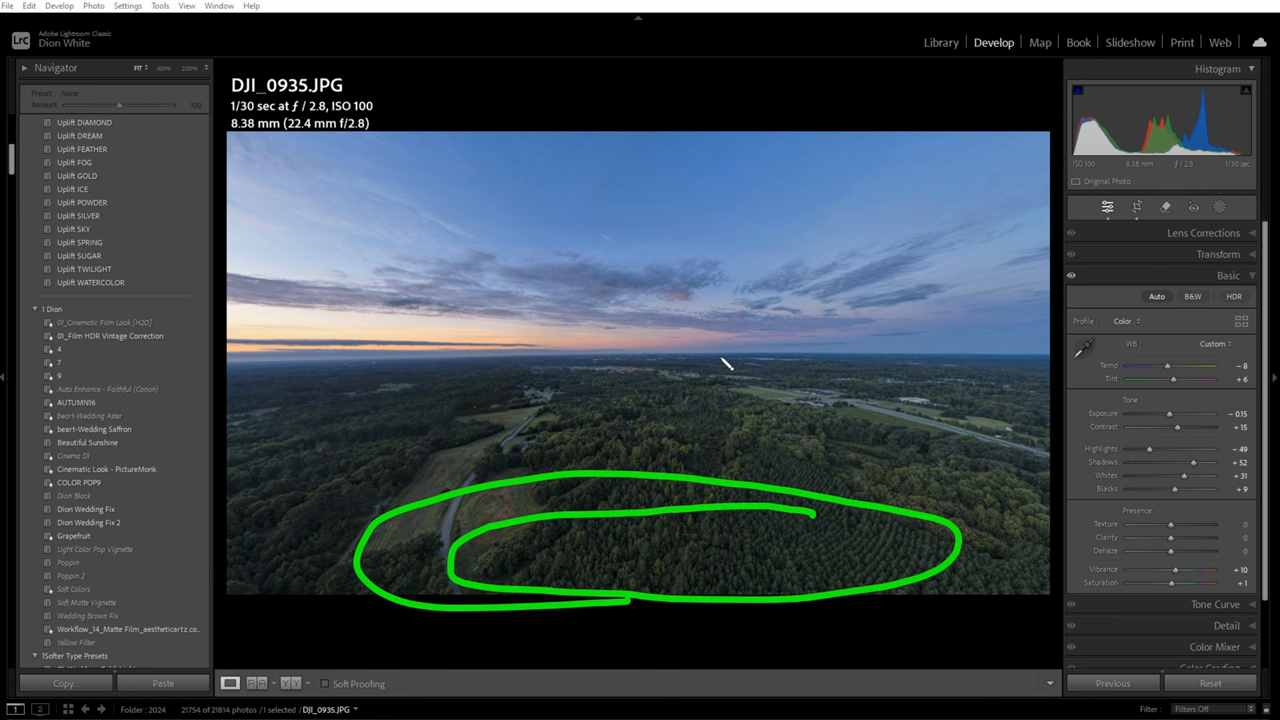 File Edit Develop Photo Settings Tools View Window Help
LrC
Adobe Lightroom Classic
Dion White
Library Develop Map Book Slideshow Print Web
Navigator FIT 100% 200%
Preset: None
Amount 100
Uplift DIAMOND
Uplift DREAM
Uplift FEATHER
Uplift FOG
Uplift GOLD
Uplift ICE
Uplift POWDER
Uplift SILVER
Uplift SKY
Uplift SPRING
Uplift SUGAR
Uplift TWILIGHT
Uplift WATERCOLOR
1 Dion
01_Cinematic Film Look [H2O]
01_Film HDR Vintage Correction
4
7
9
Auto Enhance - Faithful (Canon)
AUTUMN16
beart-Wedding Aster
beart-Wedding Saffron
Beautiful Sunshine
Cinema DI
Cinematic Look - PictureMonk
COLOR POP9
Dion Black
Dion Wedding Fix
Dion Wedding Fix 2
Grapefruit
Light Color Pop Vignette
Poppin
Poppin 2
Soft Colors
Soft Matte Vignette
Wedding Brown Fix
Workflow_14_Matte Film_aestheticartz.co...
Yellow Filter
1Softer Type Presets
Copy... Paste
DJI_0935.JPG
1/30 sec at ƒ / 2.8, ISO 100
8.38 mm (22.4 mm f/2.8)
Soft Proofing
Histogram
ISO 100 8.38 mm ƒ / 2.8 1/30 sec
Original Photo
Lens Corrections
Transform
Basic
Auto B&W HDR
Profile: Color
WB: Custom
Temp - 8
Tint + 6
Tone
Exposure - 0.15
Contrast + 15
Highlights - 49
Shadows + 52
Whites + 31
Blacks + 9
Presence
Texture 0
Clarity 0
Dehaze 0
Vibrance + 10
Saturation + 1
Tone Curve
Detail
Color Mixer
Color Grading
Previous Reset
1 2 Folder : 2024 21754 of 21814 photos / 1 selected / DJI_0935.JPG Filter : Filters Off